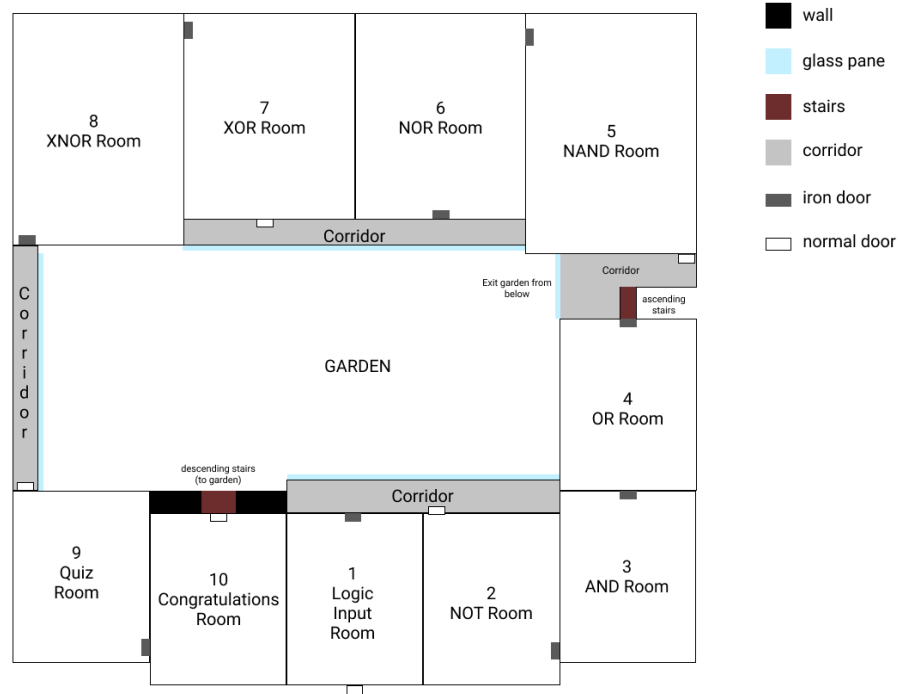 wall
glass pane
stairs
corridor
iron door
normal door
8
XNOR Room
7
XOR Room
6
NOR Room
5
NAND Room
Corridor
Corridor
Exit garden from
below
ascending
stairs
C
o
r
r
i
d
o
r
GARDEN
4
OR Room
descending stairs
(to garden)
Corridor
9
Quiz
Room
10
Congratulations
Room
1
Logic
Input
Room
2
NOT Room
3
AND Room